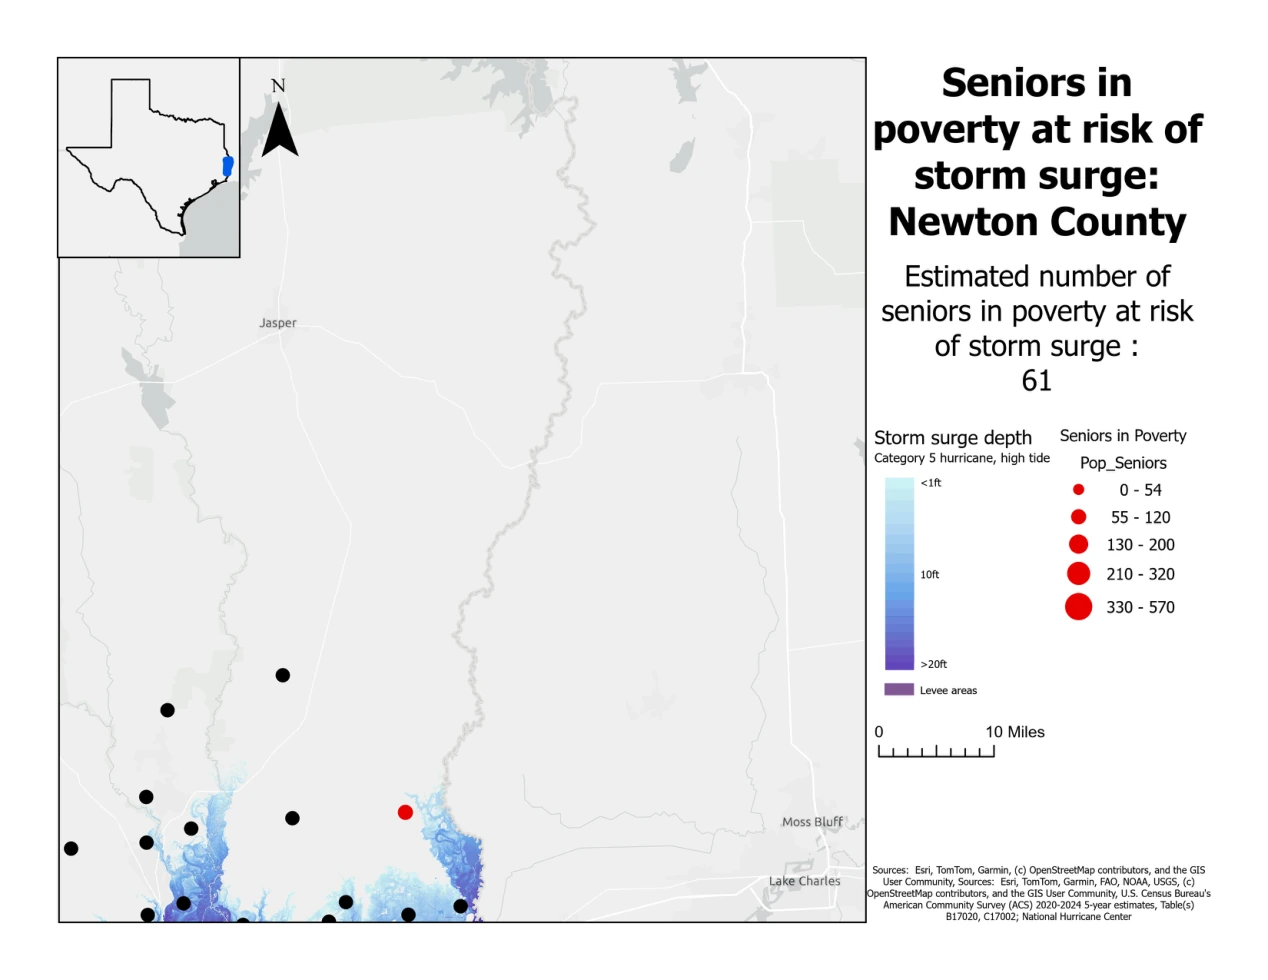 Seniors in
poverty at risk of
storm surge:
Newton County
Estimated number of
seniors in poverty at risk
of storm surge :
61
Storm surge depth
Category 5 hurricane, high tide
<1ft
10ft
>20ft
Levee areas
Seniors in Poverty
Pop_Seniors
0 - 54
55 - 120
130 - 200
210 - 320
330 - 570
0 10 Miles
N
Jasper
Moss Bluff
Lake Charles
Sources: Esri, TomTom, Garmin, (c) OpenStreetMap contributors, and the GIS
User Community, Sources: Esri, TomTom, Garmin, FAO, NOAA, USGS, (c)
OpenStreetMap contributors, and the GIS User Community, U.S. Census Bureau's
American Community Survey (ACS) 2020-2024 5-year estimates, Table(s)
B17020, C17002; National Hurricane Center